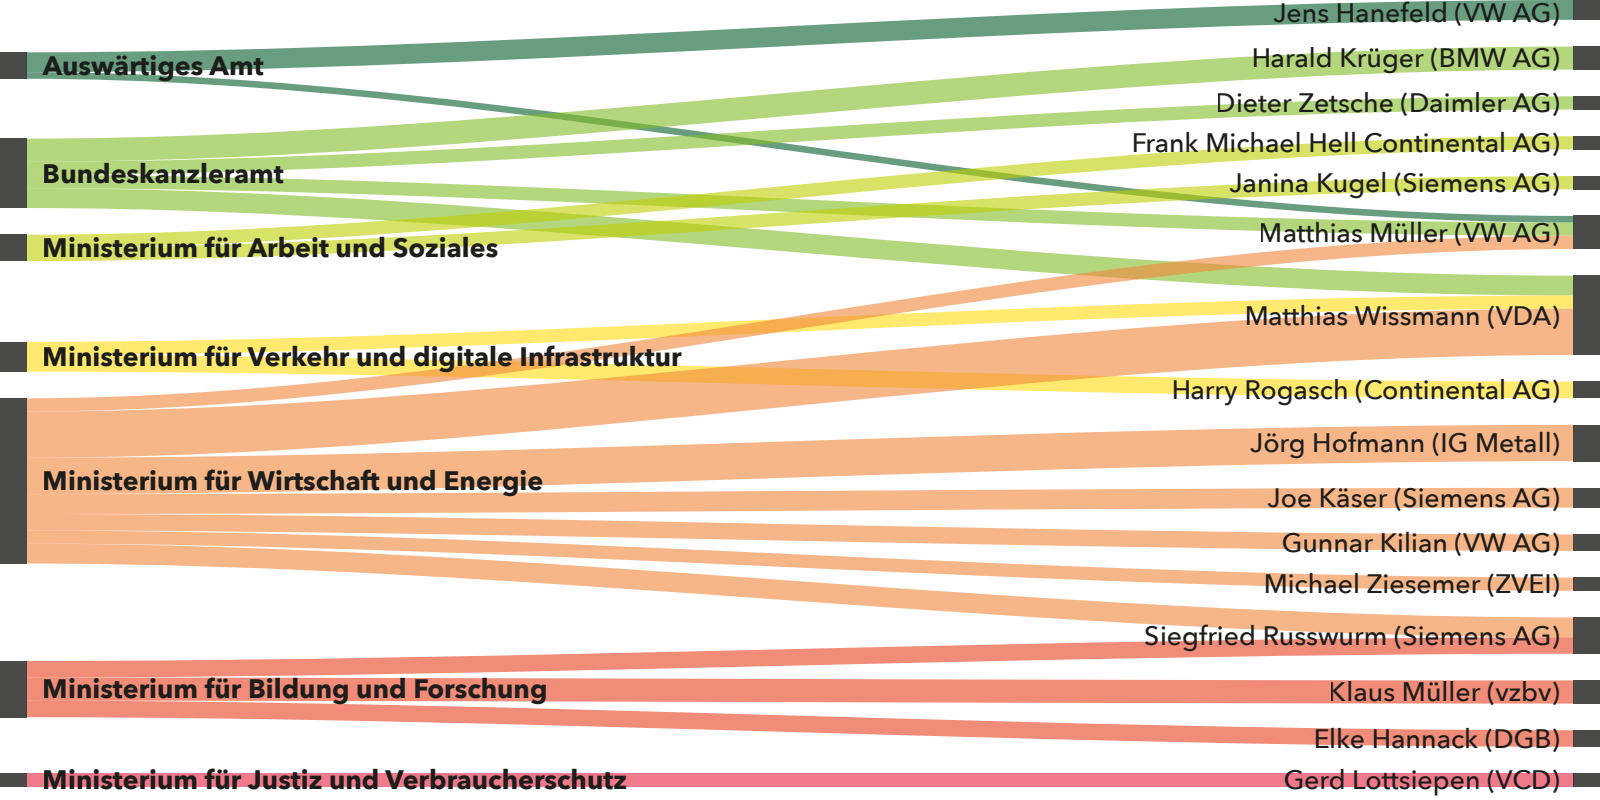 Auswärtiges Amt
Bundeskanzleramt
Ministerium für Arbeit und Soziales
Ministerium für Verkehr und digitale Infrastruktur
Ministerium für Wirtschaft und Energie
Ministerium für Bildung und Forschung
Ministerium für Justiz und Verbraucherschutz
Jens Hanefeld (VW AG)
Harald Krüger (BMW AG)
Dieter Zetsche (Daimler AG)
Frank Michael Hell Continental AG)
Janina Kugel (Siemens AG)
Matthias Müller (VW AG)
Matthias Wissmann (VDA)
Harry Rogasch (Continental AG)
Jörg Hofmann (IG Metall)
Joe Käser (Siemens AG)
Gunnar Kilian (VW AG)
Michael Ziesemer (ZVEI)
Siegfried Russwurm (Siemens AG)
Klaus Müller (vzbv)
Elke Hannack (DGB)
Gerd Lottsiepen (VCD)